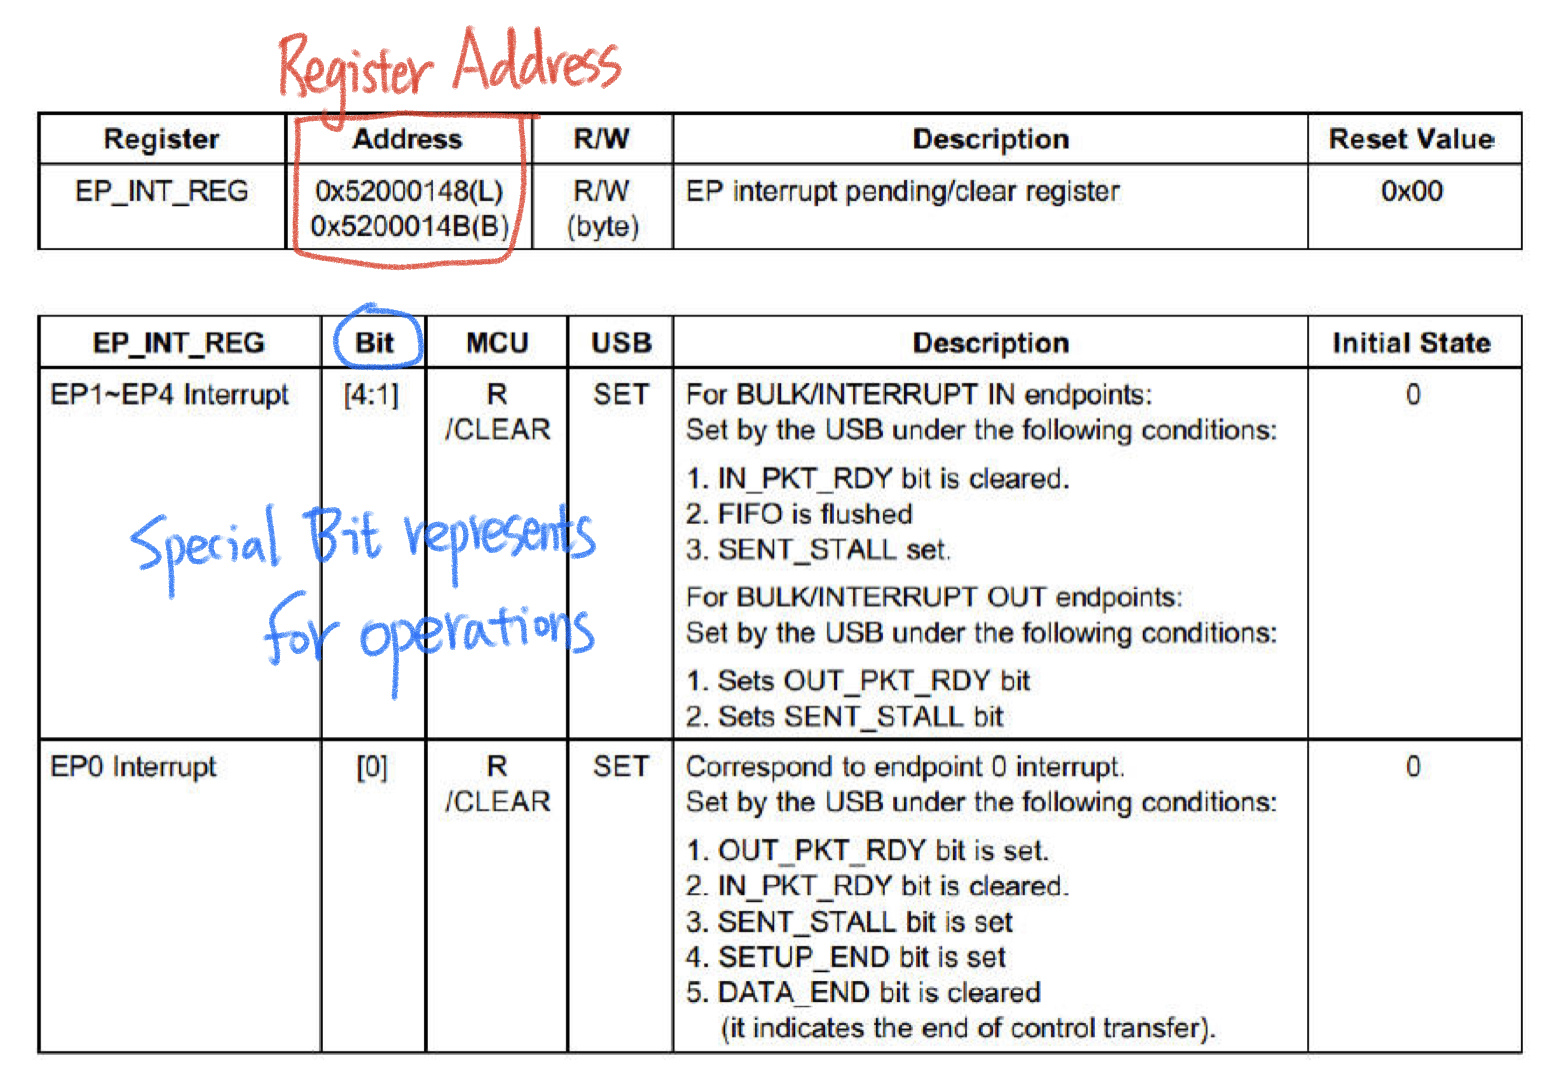 Register Address
Register Address R/W Description Reset Value
EP_INT_REG 0x52000148(L) R/W EP interrupt pending/clear register 0x00
0x5200014B(B) (byte)
EP_INT_REG Bit MCU USB Description Initial State
EP1~EP4 Interrupt [4:1] R SET For BULK/INTERRUPT IN endpoints: 0
/CLEAR Set by the USB under the following conditions:
1. IN_PKT_RDY bit is cleared.
2. FIFO is flushed
3. SENT_STALL set.
Special Bit represents
for operations
For BULK/INTERRUPT OUT endpoints:
Set by the USB under the following conditions:
1. Sets OUT_PKT_RDY bit
2. Sets SENT_STALL bit
EP0 Interrupt [0] R SET Correspond to endpoint 0 interrupt. 0
/CLEAR Set by the USB under the following conditions:
1. OUT_PKT_RDY bit is set.
2. IN_PKT_RDY bit is cleared.
3. SENT_STALL bit is set
4. SETUP_END bit is set
5. DATA_END bit is cleared
(it indicates the end of control transfer).